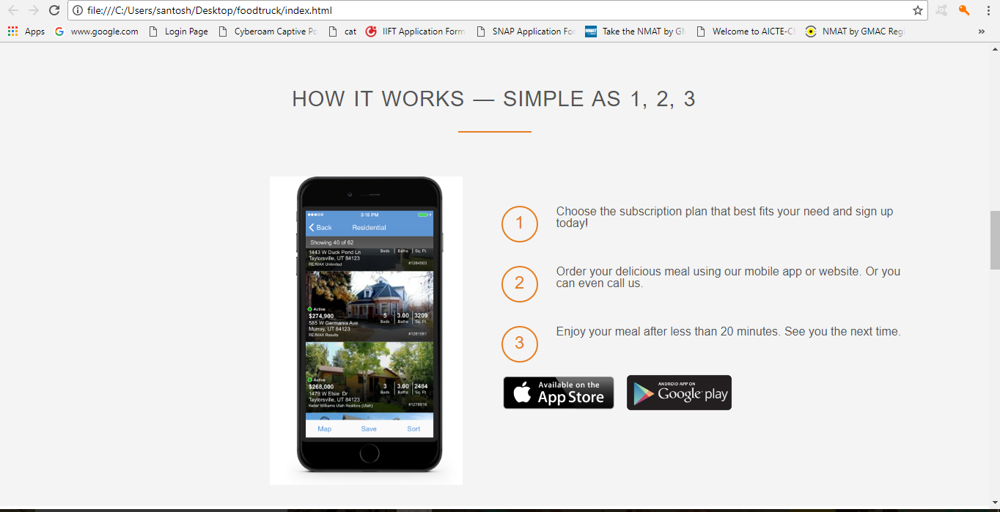 file:///C:/Users/santosh/Desktop/foodtruck/index.html
Apps www.google.com Login Page Cyberoam Captive Po cat IIFT Application Form SNAP Application Fo Take the NMAT by G Welcome to AICTE-C NMAT by GMAC Regi »
HOW IT WORKS — SIMPLE AS 1, 2, 3
3:15 PM
Back Residential
Showing 40 of 62
1443 W Duck Pond Ln
Taylorsville, UT 84123
RE/MAX Unlimited
Beds Baths Sq. Ft.
#1284503
Active
$274,900
585 W Germania Ave
Murray, UT 84123
RE/MAX Results
5 3.00 3209
Beds Baths Sq. Ft.
#1281561
Active
$268,000
1479 W Elsie Dr
Taylorsville, UT 84123
Keller Williams Utah Realtors (Utah)
3 3.00 2484
Beds Baths Sq. Ft.
#1278916
Map Save Sort
1
Choose the subscription plan that best fits your need and sign up
today!
2
Order your delicious meal using our mobile app or website. Or you
can even call us.
3
Enjoy your meal after less than 20 minutes. See you the next time.
Available on the
App Store
ANDROID APP ON
Google play